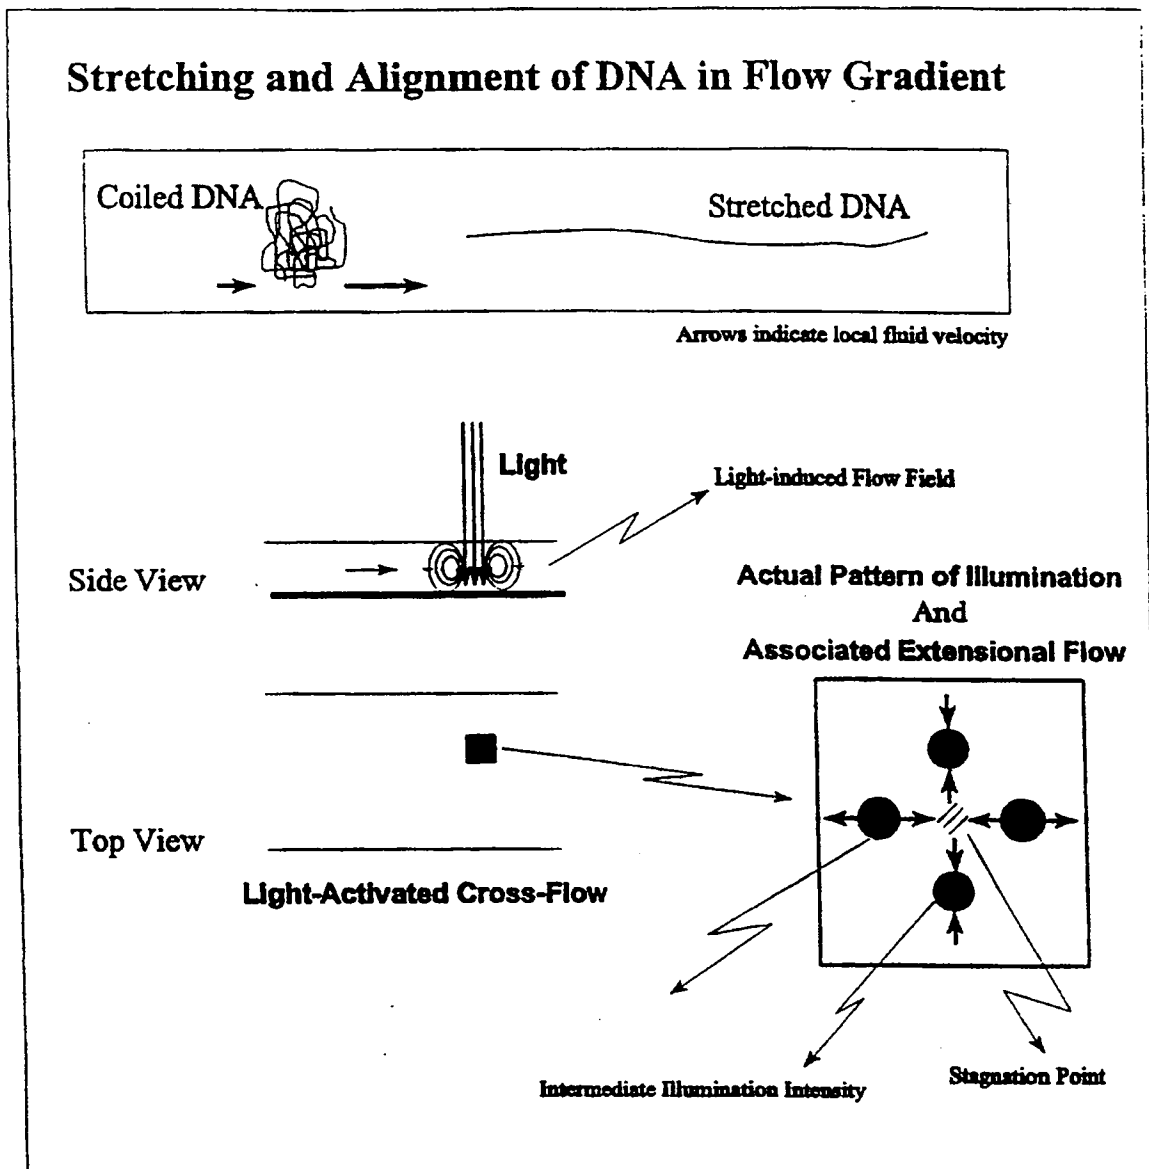 Stretching and Alignment of DNA in Flow Gradient
Coiled DNA
Stretched DNA
Arrows indicate local fluid velocity
Light
Light-induced Flow Field
Side View
Actual Pattern of Illumination
And
Associated Extensional Flow
Top View
Light-Activated Cross-Flow
Intermediate Illumination Intensity
Stagnation Point